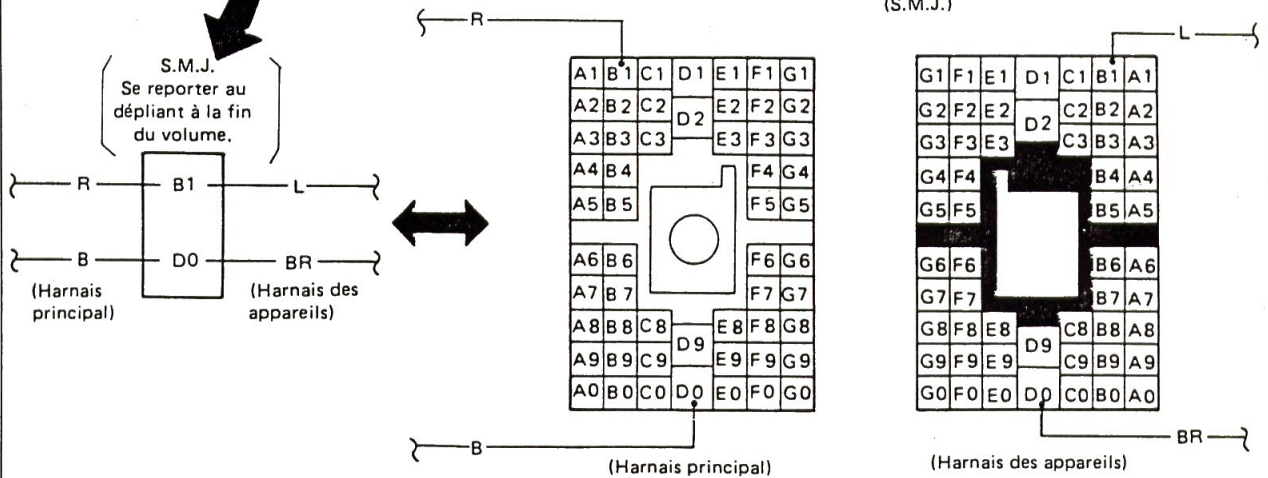 (S.M.J.)
S.M.J.
Se reporter au
dépliant à la fin
du volume.
R B1 L
B D0 BR
(Harnais
principal)
(Harnais des
appareils)
R
A1 B1 C1 D1 E1 F1 G1
A2 B2 C2 D2 E2 F2 G2
A3 B3 C3 E3 F3 G3
A4 B4 F4 G4
A5 B5 F5 G5
A6 B6 F6 G6
A7 B7 F7 G7
A8 B8 C8 E8 F8 G8
D9
A9 B9 C9 E9 F9 G9
A0 B0 C0 D0 E0 F0 G0
B
(Harnais principal)
L
G1 F1 E1 D1 C1 B1 A1
G2 F2 E2 D2 C2 B2 A2
G3 F3 E3 C3 B3 A3
G4 F4 B4 A4
G5 F5 B5 A5
G6 F6 B6 A6
G7 F7 B7 A7
G8 F8 E8 C8 B8 A8
D9
G9 F9 E9 C9 B9 A9
G0 F0 E0 D0 C0 B0 A0
BR
(Harnais des appareils)